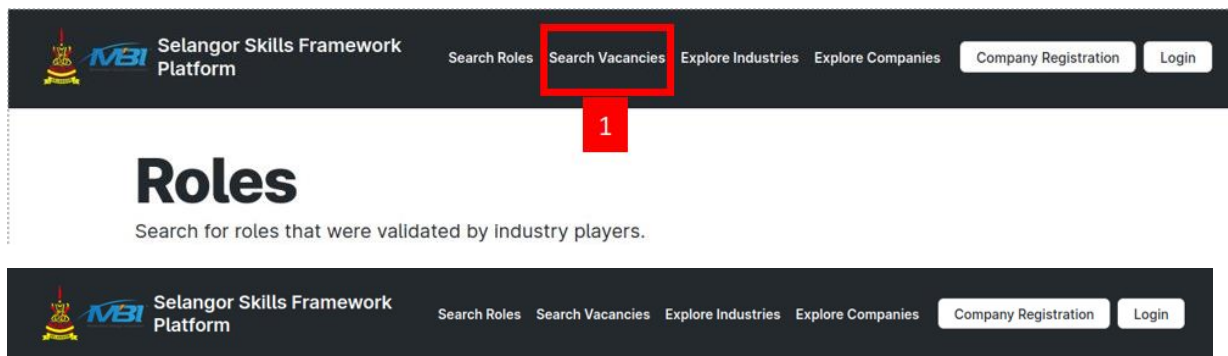 MBI Selangor Skills Framework Platform
Search Roles Search Vacancies Explore Industries Explore Companies Company Registration Login
1
Roles
Search for roles that were validated by industry players.
MBI Selangor Skills Framework Platform
Search Roles Search Vacancies Explore Industries Explore Companies Company Registration Login